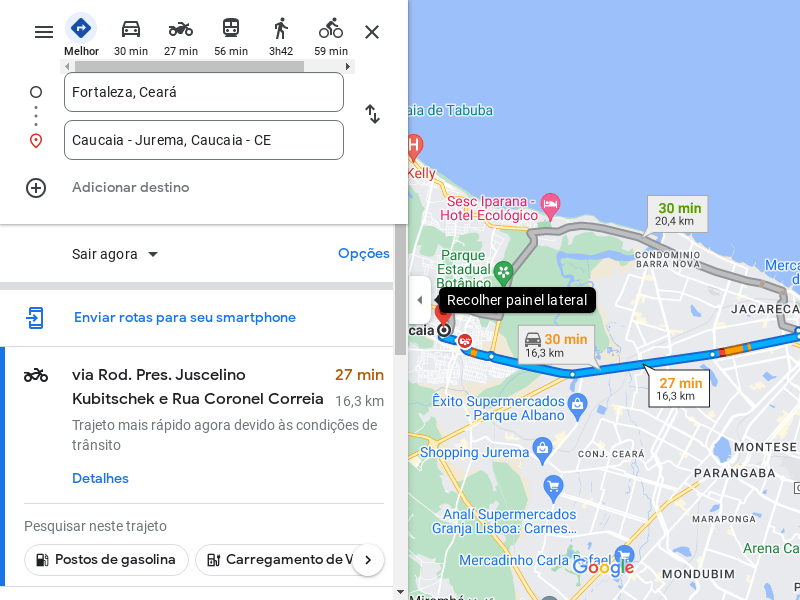 Melhor
30 min
27 min
56 min
3h42
59 min
Fortaleza, Ceará
Caucaia - Jurema, Caucaia - CE
Adicionar destino
Sair agora
Opções
Enviar rotas para seu smartphone
via Rod. Pres. Juscelino
Kubitschek e Rua Coronel Correia
27 min
16,3 km
Trajeto mais rápido agora devido às condições de
trânsito
Detalhes
Pesquisar neste trajeto
Postos de gasolina
Carregamento de V
aia de Tabuba
H
Kelly
Sesc Iparana -
Hotel Ecológico
30 min
20,4 km
Parque
Estadual
Botânico
CONDOMINIO
BARRA NOVA
Merca
do
Recolher painel lateral
JACARECA
caia
30 min
16,3 km
27 min
16,3 km
Êxito Supermercados
- Parque Albano
Shopping Jurema
CONJ. CEARÁ
MONTESE
PARANGABA
Analí Supermercados
Granja Lisboa: Carnes...
MARAPONGA
Arena Ca
Mercadinho Carla Rafael
Google
MONDUBIM